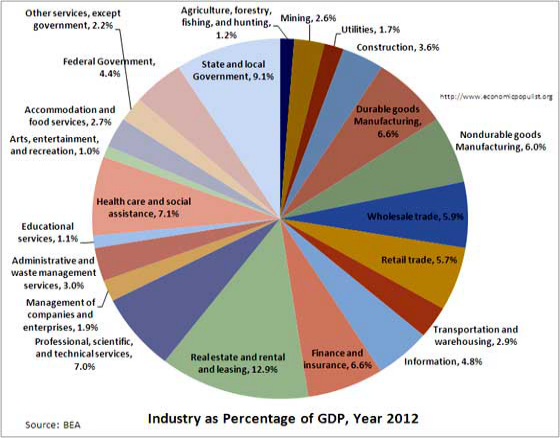 Agriculture, forestry,
fishing, and hunting,
1.2%
Mining, 2.6%
Utilities, 1.7%
Construction, 3.6%
Durable goods
Manufacturing,
6.6%
http://www.economicpopulist.org
Nondurable goods
Manufacturing, 6.0%
Wholesale trade, 5.9%
Retail trade, 5.7%
Transportation and
warehousing, 2.9%
Information, 4.8%
Finance and
insurance, 6.6%
Real estate and rental
and leasing, 12.9%
Professional, scientific,
and technical services,
7.0%
Management of
companies and
enterprises, 1.9%
Administrative and
waste management
services, 3.0%
Educational
services, 1.1%
Health care and social
assistance, 7.1%
Arts, entertainment,
and recreation, 1.0%
Accommodation and
food services, 2.7%
Other services, except
government, 2.2%
Federal Government,
4.4%
State and local
Government, 9.1%
Industry as Percentage of GDP, Year 2012
Source: BEA